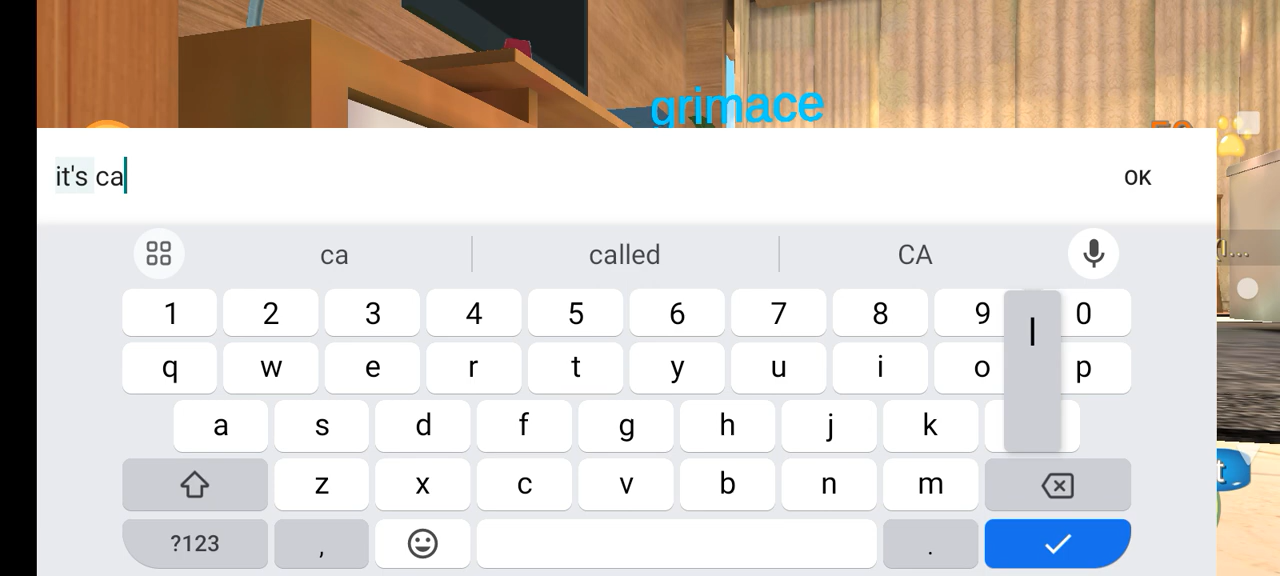 grimace
it's ca
OK
ca called CA
1 2 3 4 5 6 7 8 9 0
l
q w e r t y u i o p
a s d f g h j k
z x c v b n m
?123 , .